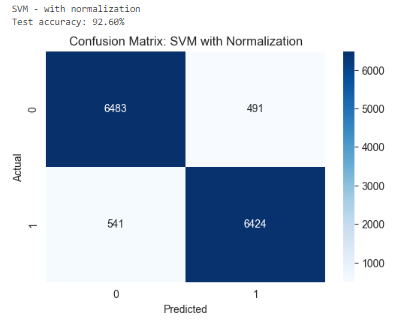 SVM - with normalization
Test accuracy: 92.60%
Confusion Matrix: SVM with Normalization
Actual
0
6483
491
1
541
6424
0
1
Predicted
6000
5000
4000
3000
2000
1000